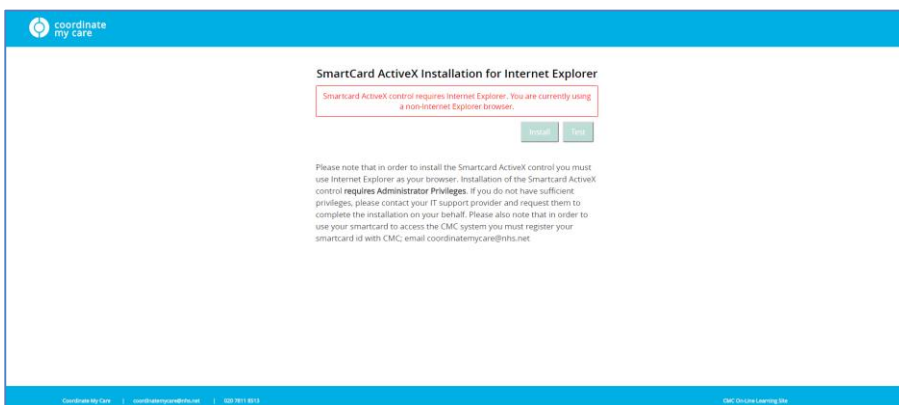 coordinate
my care
SmartCard ActiveX Installation for Internet Explorer
Smartcard ActiveX control requires Internet Explorer. You are currently using
a non-Internet Explorer browser.
Install Test
Please note that in order to install the Smartcard ActiveX control you must
use Internet Explorer as your browser. Installation of the Smartcard ActiveX
control requires Administrator Privileges. If you do not have sufficient
privileges, please contact your IT support provider and request them to
complete the installation on your behalf. Please also note that in order to
use your smartcard to access the CMC system you must register your
smartcard id with CMC; email coordinatemycare@nhs.net
Coordinate My Care | coordinatemycare@nhs.net | 020 7811 8513 CMC On-Line Learning Site